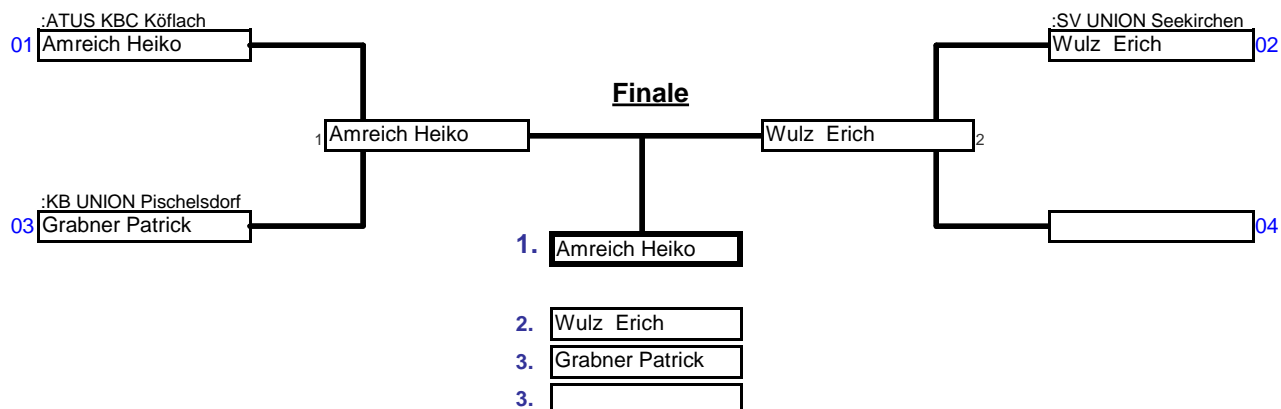 :ATUS KBC Köflach
01 Amreich Heiko
:SV UNION Seekirchen
Wulz  Erich 02
Finale
1 Amreich Heiko
Wulz  Erich 2
:KB UNION Pischelsdorf
03 Grabner Patrick
04
1. Amreich Heiko
2. Wulz  Erich
3. Grabner Patrick
3.